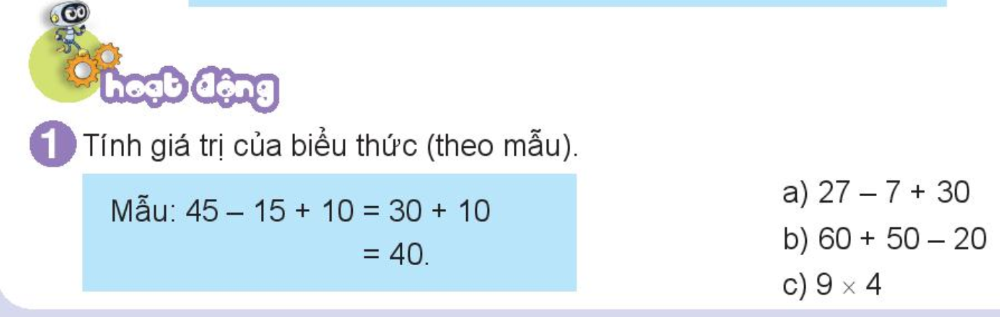 hoạt động
1 Tính giá trị của biểu thức (theo mẫu).
Mẫu: 45 – 15 + 10 = 30 + 10
= 40.
a) 27 – 7 + 30
b) 60 + 50 – 20
c) 9 × 4